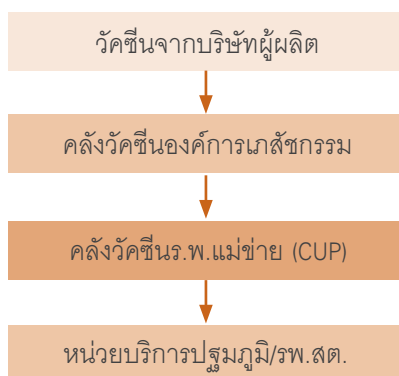 วัคซีนจากบริษัทผู้ผลิต
คลังวัคซีนองค์การเภสัชกรรม
คลังวัคซีนร.พ.แม่ข่าย (CUP)
หน่วยบริการปฐมภูมิ/รพ.สต.